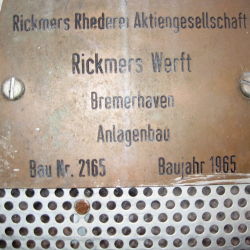 Rickmers Rhederei Aktiengesellschaft
Rickmers Werft
Bremerhaven
Anlagenbau
Bau Nr. 2165 Baujahr 1965